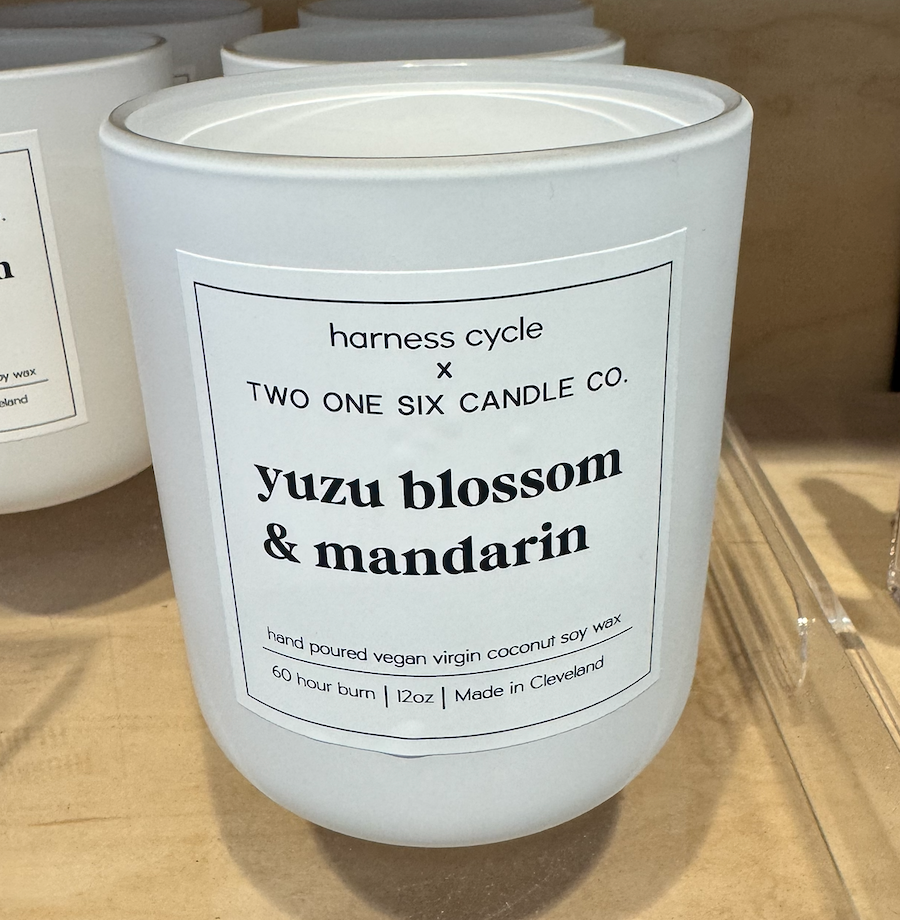 harness cycle
x
TWO ONE SIX CANDLE CO.
yuzu blossom
& mandarin
hand poured vegan virgin coconut soy wax
60 hour burn | 12oz | Made in Cleveland
wax